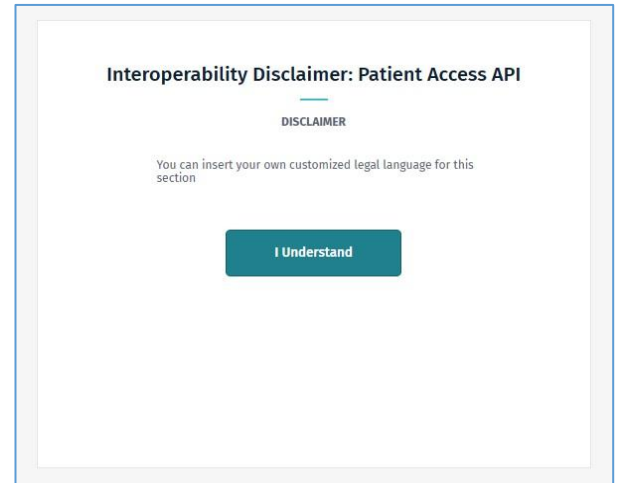 Interoperability Disclaimer: Patient Access API
DISCLAIMER
You can insert your own customized legal language for this
section
I Understand